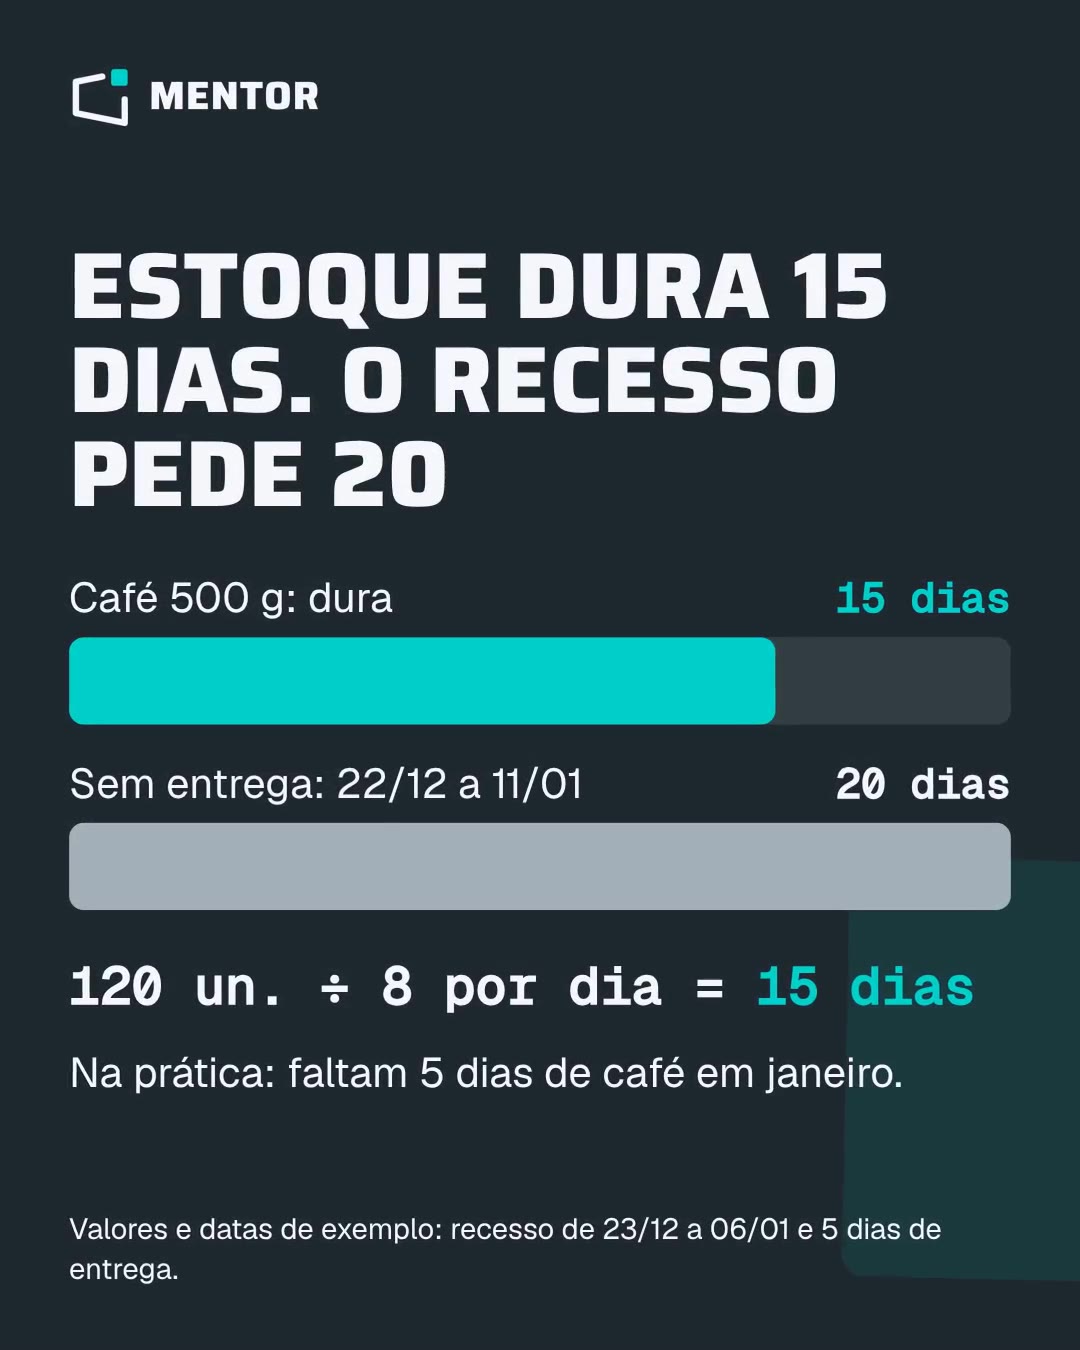 MENTOR
ESTOQUE DURA 15
DIAS. O RECESSO
PEDE 20
Café 500 g: dura
15 dias
Sem entrega: 22/12 a 11/01
20 dias
120 un. ÷ 8 por dia = 15 dias
Na prática: faltam 5 dias de café em janeiro.
Valores e datas de exemplo: recesso de 23/12 a 06/01 e 5 dias de
entrega.